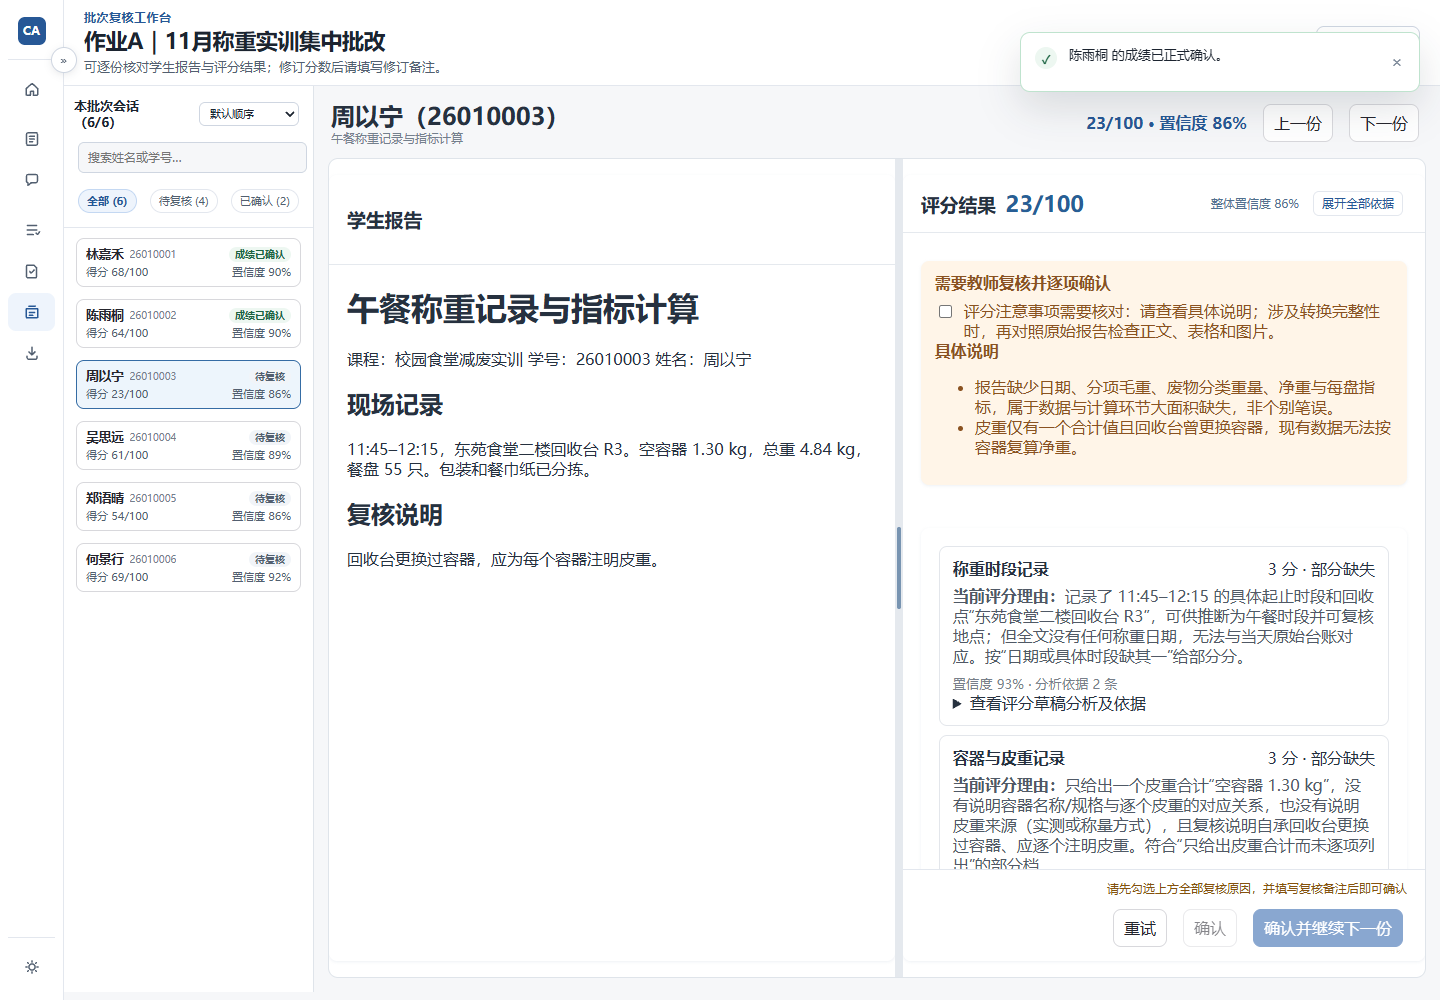 CA
批次复核工作台
作业A｜11月称重实训集中批改
可逐份核对学生报告与评分结果；修订分数后请填写修订备注。
»
✓ 陈雨桐 的成绩已正式确认。 ×
本批次会话
（6/6）
默认顺序
搜索姓名或学号...
全部 (6) 待复核 (4) 已确认 (2)
林嘉禾 26010001 成绩已确认
得分 68/100 置信度 90%
陈雨桐 26010002 成绩已确认
得分 64/100 置信度 90%
周以宁 26010003 待复核
得分 23/100 置信度 86%
吴思远 26010004 待复核
得分 61/100 置信度 89%
郑语晴 26010005 待复核
得分 54/100 置信度 86%
何景行 26010006 待复核
得分 69/100 置信度 92%
周以宁（26010003）
午餐称重记录与指标计算
23/100 • 置信度 86% 上一份 下一份
学生报告
午餐称重记录与指标计算
课程：校园食堂减废实训 学号：26010003 姓名：周以宁
现场记录
11:45–12:15，东苑食堂二楼回收台 R3。空容器 1.30 kg，总重 4.84 kg，
餐盘 55 只。包装和餐巾纸已分拣。
复核说明
回收台更换过容器，应为每个容器注明皮重。
评分结果 23/100 整体置信度 86% 展开全部依据
需要教师复核并逐项确认
评分注意事项需要核对：请查看具体说明；涉及转换完整性
时，再对照原始报告检查正文、表格和图片。
具体说明
• 报告缺少日期、分项毛重、废物分类重量、净重与每盘指
标，属于数据与计算环节大面积缺失，非个别笔误。
• 皮重仅有一个合计值且回收台曾更换容器，现有数据无法按
容器复算净重。
称重时段记录 3 分 · 部分缺失
当前评分理由：记录了 11:45–12:15 的具体起止时段和回收
点“东苑食堂二楼回收台 R3”，可供推断为午餐时段并可复核
地点；但全文没有任何称重日期，无法与当天原始台账对
应。按“日期或具体时段缺其一”给部分分。
置信度 93% · 分析依据 2 条
▶ 查看评分草稿分析及依据
容器与皮重记录 3 分 · 部分缺失
当前评分理由：只给出一个皮重合计“空容器 1.30 kg”，没
有说明容器名称/规格与逐个皮重的对应关系，也没有说明
皮重来源（实测或称量方式），且复核说明自承回收台更换
过容器、应逐个注明皮重。符合“只给出皮重合计而未逐项列
出”的部分档
请先勾选上方全部复核原因，并填写复核备注后即可确认
重试 确认 确认并继续下一份